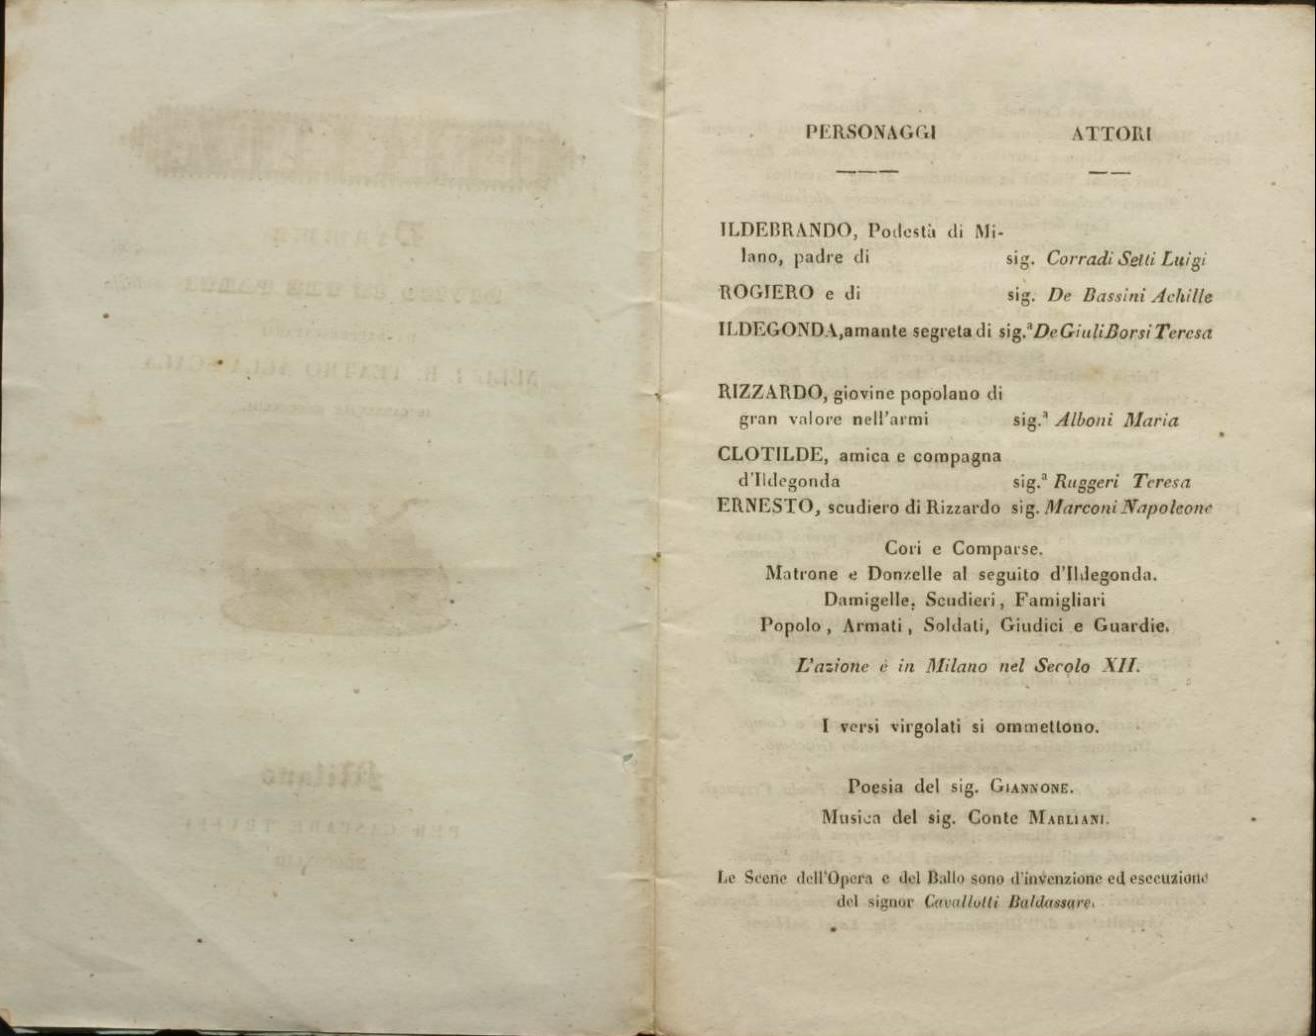 PERSONAGGI ATTORI
ILDEBRANDO, Podestà di Mi-
lano, padre di sig. Corradi Setti Luigi
ROGIERO e di sig. De Bassini Achille
ILDEGONDA, amante segreta di sig.ª De Giuli Borsi Teresa
RIZZARDO, giovine popolano di
gran valore nell'armi sig.ª Alboni Maria
CLOTILDE, amica e compagna
d'Ildegonda sig.ª Ruggeri Teresa
ERNESTO, scudiero di Rizzardo sig. Marconi Napoleone
Cori e Comparse.
Matrone e Donzelle al seguito d'Ildegonda.
Damigelle, Scudieri, Famigliari
Popolo, Armati, Soldati, Giudici e Guardie.
L'azione è in Milano nel Secolo XII.
I versi virgolati si ommettono.
Poesia del sig. GIANNONE.
Musica del sig. Conte MARLIANI.
Le Scene dell'Opera e del Ballo sono d'invenzione ed esecuzione
del signor Cavallotti Baldassare.